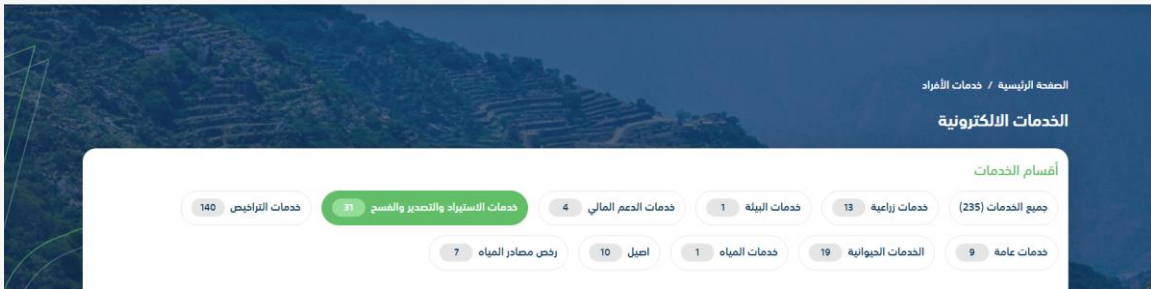 الصفحة الرئيسية / خدمات الأفراد
الخدمات الالكترونية
أقسام الخدمات
جميع الخدمات (235) خدمات زراعية 13 خدمات البيئة 1 خدمات الدعم المالي 4 خدمات الاستيراد والتصدير والفسح 31 خدمات التراخيص 140
خدمات عامة 9 الخدمات الحيوانية 19 خدمات المياه 1 اصيل 10 رخص مصادر المياه 7